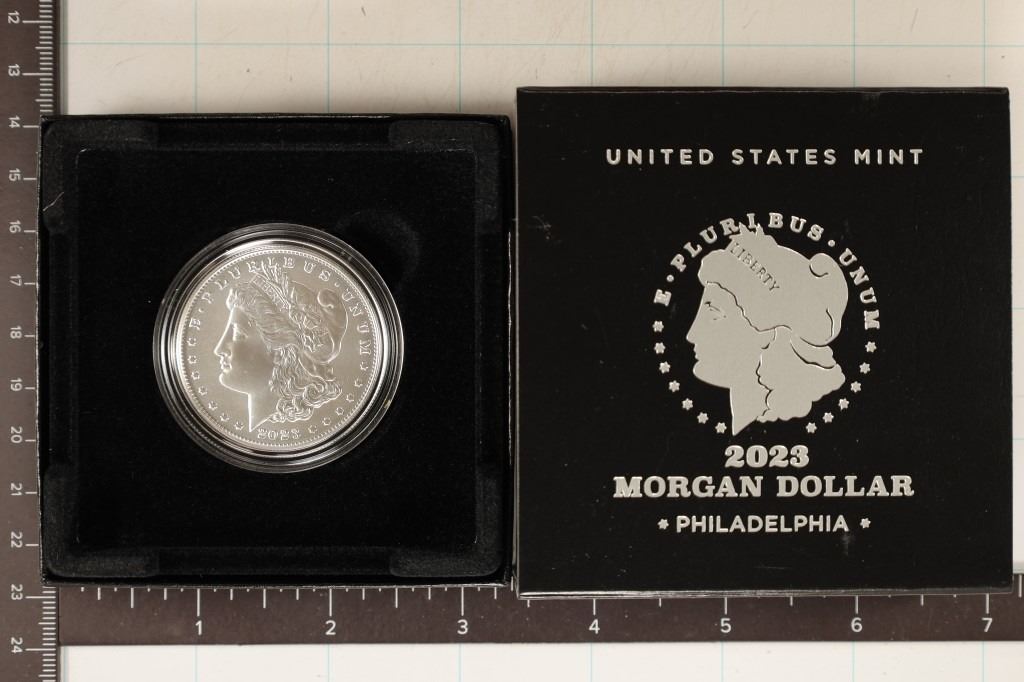 12
13
14
15
16
17
18
19
20
21
22
23
24
E·PLURIBUS·UNUM
2023
UNITED STATES MINT
E·PLURIBUS·UNUM
LIBERTY
2023
MORGAN DOLLAR
PHILADELPHIA
1 2 3 4 5 6 7